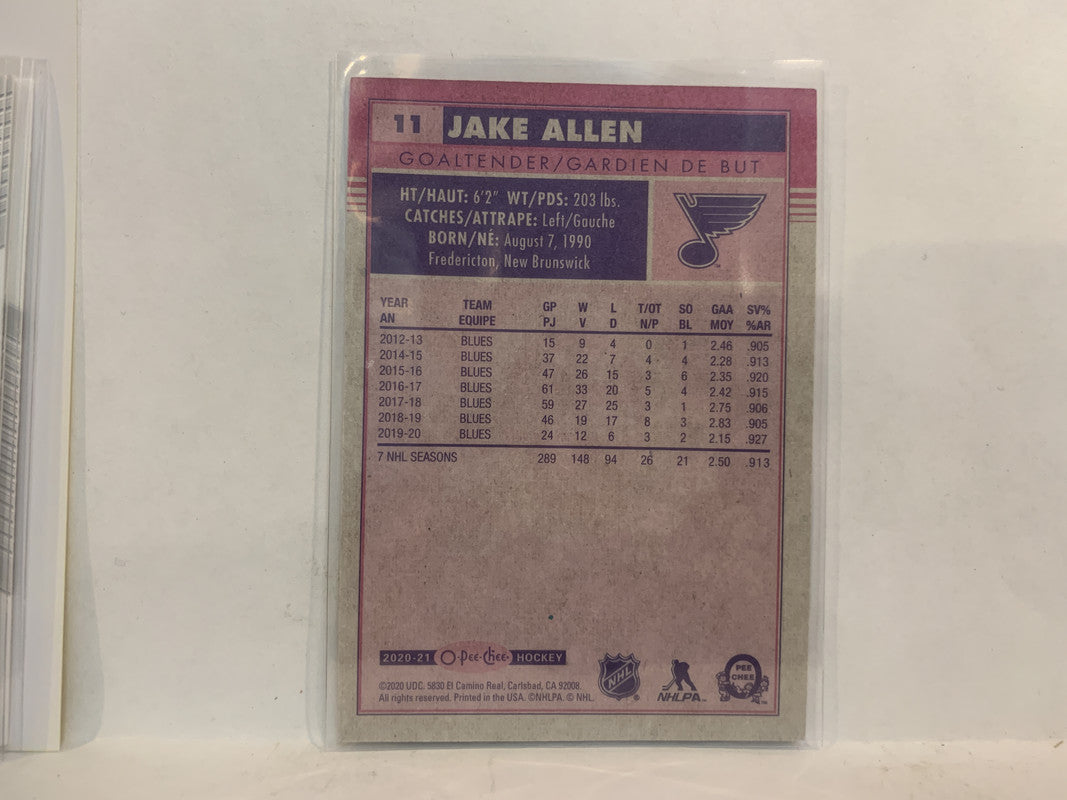 11 JAKE ALLEN
GOALTENDER/GARDIEN DE BUT
HT/HAUT: 6'2" WT/PDS: 203 lbs.
CATCHES/ATTRAPE: Left/Gauche
BORN/NÉ: August 7, 1990
Fredericton, New Brunswick
YEAR TEAM GP W L T/OT SO GAA SV%
AN EQUIPE PJ V D N/P BL MOY %AR
2012-13 BLUES 15 9 4 0 1 2.46 .905
2014-15 BLUES 37 22 7 4 4 2.28 .913
2015-16 BLUES 47 26 15 3 6 2.35 .920
2016-17 BLUES 61 33 20 5 4 2.42 .915
2017-18 BLUES 59 27 25 3 1 2.75 .906
2018-19 BLUES 46 19 17 8 3 2.83 .905
2019-20 BLUES 24 12 6 3 2 2.15 .927
7 NHL SEASONS 289 148 94 26 21 2.50 .913
2020-21 O-Pee-Chee HOCKEY
©2020 UDC. 5830 El Camino Real, Carlsbad, CA 92008.
All rights reserved. Printed in the USA. ©NHLPA. © NHL.
NHL
NHLPA
PEE
CHEE